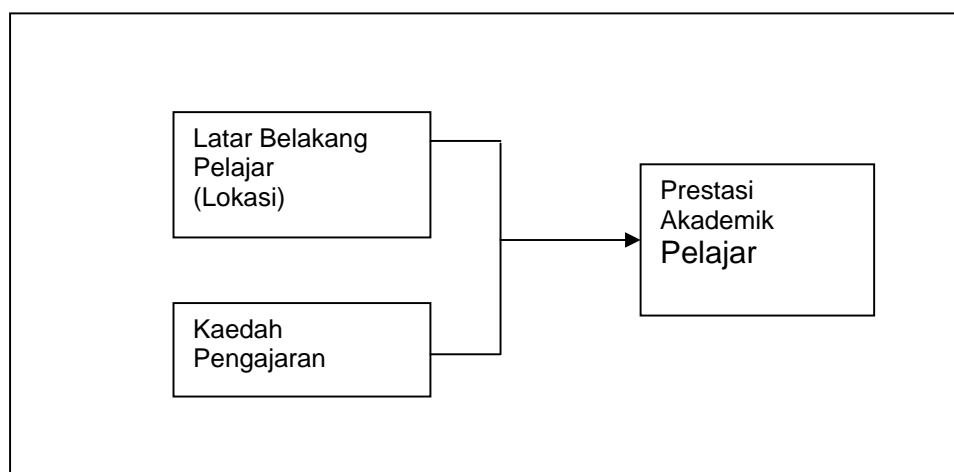 Latar Belakang
Pelajar
(Lokasi)
Kaedah
Pengajaran
Prestasi
Akademik
Pelajar